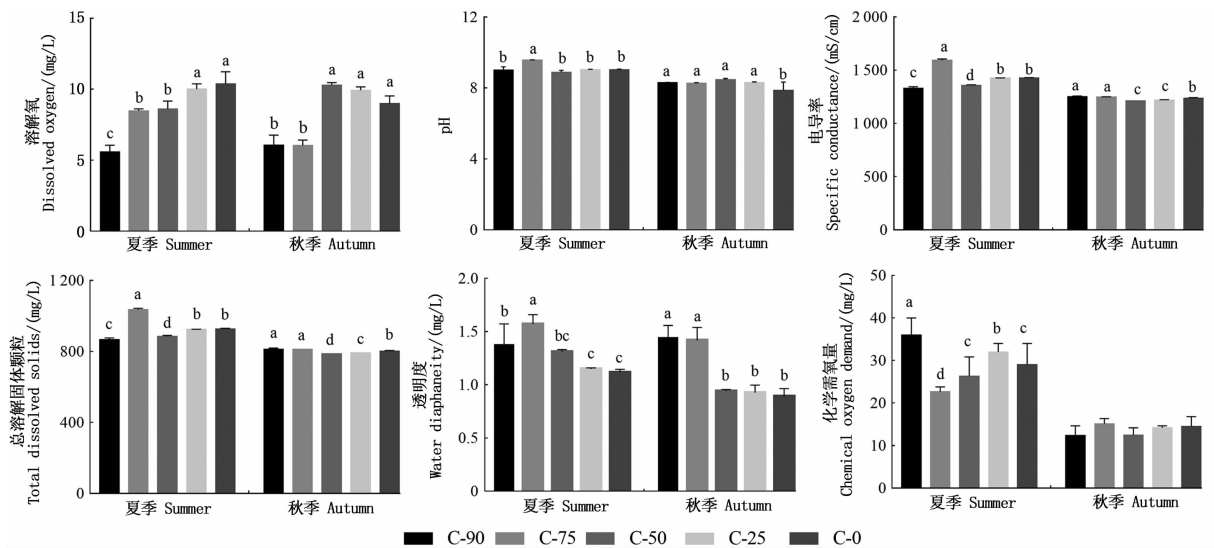 溶解氧
Dissolved oxygen/(mg/L)
15
10
5
0
c
b
b
a
a
b
b
a
a
a
夏季 Summer
秋季 Autumn
pH
12
9
8
4
0
b
a
b
b
b
a
a
a
a
b
夏季 Summer
秋季 Autumn
电导率
Specific conductance/(mS/cm)
2 000
1500
1 000
500
0
c
a
d
b
b
a
a
c
c
b
夏季 Summer
秋季 Autumn
总溶解固体颗粒
Total dissolved solids/(mg/L)
1200
800
400
0
c
a
d
b
b
a
a
d
c
b
夏季 Summer
秋季 Autumn
透明度
Water diaphaneity/(mg/L)
2.0
1.5
1.0
0.5
0
b
a
bc
c
c
a
a
b
b
b
夏季 Summer
秋季 Autumn
化学需氧量
Chemical oxygen demand/(mg/L)
50
40
30
20
10
0
a
d
c
b
c
夏季 Summer
秋季 Autumn
C-90 C-75 C-50 C-25 C-0